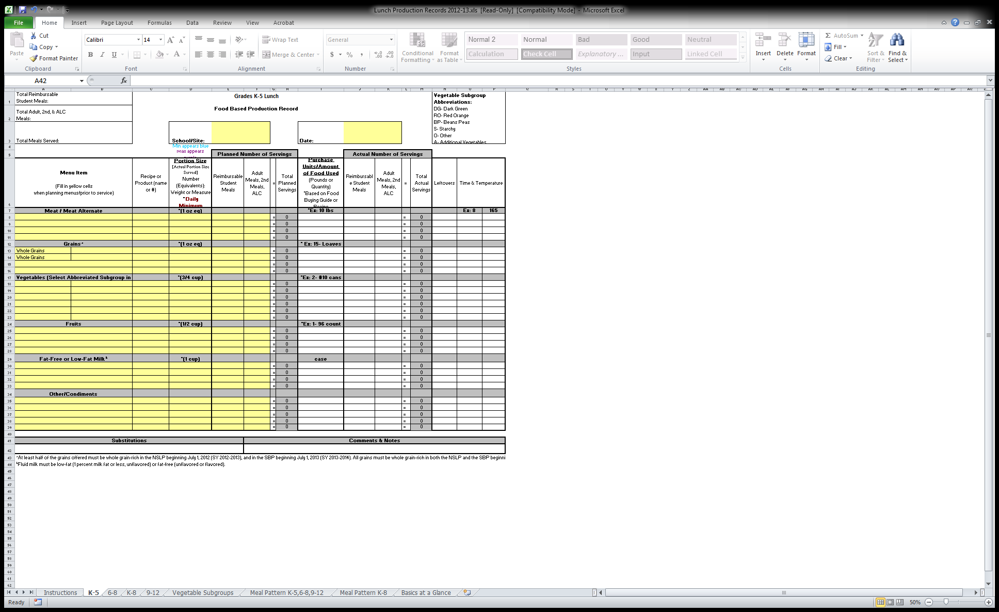 Lunch Production Records 2012-13.xls [Read-Only] [Compatibility Mode] - Microsoft Excel
File Home Insert Page Layout Formulas Data Review View Acrobat
Cut
Copy
Format Painter
Paste
Clipboard
Calibri 14
B I U
Font
Wrap Text
Merge & Center
Alignment
General
$ % ,
Number
Conditional Formatting
Format as Table
Normal 2 Normal Bad Good Neutral
Calculation Check Cell Explanatory ... Input Linked Cell
Styles
Insert Delete Format
Cells
Σ AutoSum
Fill
Clear
Sort & Filter
Find & Select
Editing
A42 fx
Total Reimbursable
Student Meals:
Total Adult, 2nd, & ALC
Meals:
Total Meals Served:
Grades K-5 Lunch
Food Based Production Record
School/Site:
Date:
Vegetable Subgroup
Abbreviations:
DG- Dark Green
RO- Red Orange
BP- Beans Peas
S- Starchy
O- Other
A- Additional Vegetables
Min appears blue
Max appears
Planned Number of Servings
Actual Number of Servings
Menu Item
(Fill in yellow cells
when planning menus/prior to service)
Recipe or
Product (name
or #)
Portion Size
[Actual Portion Size
Served]
Number
(Equivalents):
Weight or Measure
*Daily
Minimum
Reimbursable
Student
Meals
Adult
Meals, 2nd
Meals,
ALC
=
Total
Planned
Servings
Purchase
Units/Amount
of Food Used
(Pounds or
Quantity)
*Based on Food
Buying Guide or
Recipe
Reimbursabl
e Student
Meals
Adult
Meals, 2nd
Meals,
ALC
=
Total
Actual
Servings
Leftovers
Time & Temperature
Meat / Meat Alternate *(1 oz eq) *Ex: 10 lbs Ex: 8 165
= 0 = 0
= 0 = 0
= 0 = 0
= 0 = 0
Grains *(1 oz eq) * Ex: 15- Loaves
Whole Grains = 0 = 0
Whole Grains = 0 = 0
= 0 = 0
= 0 = 0
Vegetables (Select Abbreviated Subgroup in *(3/4 cup) *Ex: 2- #10 cans
= 0 = 0
= 0 = 0
= 0 = 0
= 0 = 0
= 0 = 0
= 0 = 0
Fruits *(1/2 cup) *Ex: 1- 96 count
= 0 = 0
= 0 = 0
= 0 = 0
= 0 = 0
Fat-Free or Low-Fat Milk b *(1 cup) case
= 0 = 0
= 0 = 0
= 0 = 0
= 0 = 0
Other/Condiments
= 0 = 0
= 0 = 0
= 0 = 0
= 0 = 0
= 0 = 0
Substitutions Comments & Notes
At least half of the grains offered must be whole grain-rich in the NSLP beginning July 1, 2012 (SY 2012-2013), and in the SBP beginning July 1, 2013 (SY 2013-2014). All grains must be whole grain-rich in both the NSLP and the SBP beginni
b Fluid milk must be low-fat (1 percent milk fat or less, unflavored) or fat-free (unflavored or flavored).
Instructions K-5 6-8 K-8 9-12 Vegetable Subgroups Meal Pattern K-5,6-8,9-12 Meal Pattern K-8 Basics at a Glance
Ready 50%